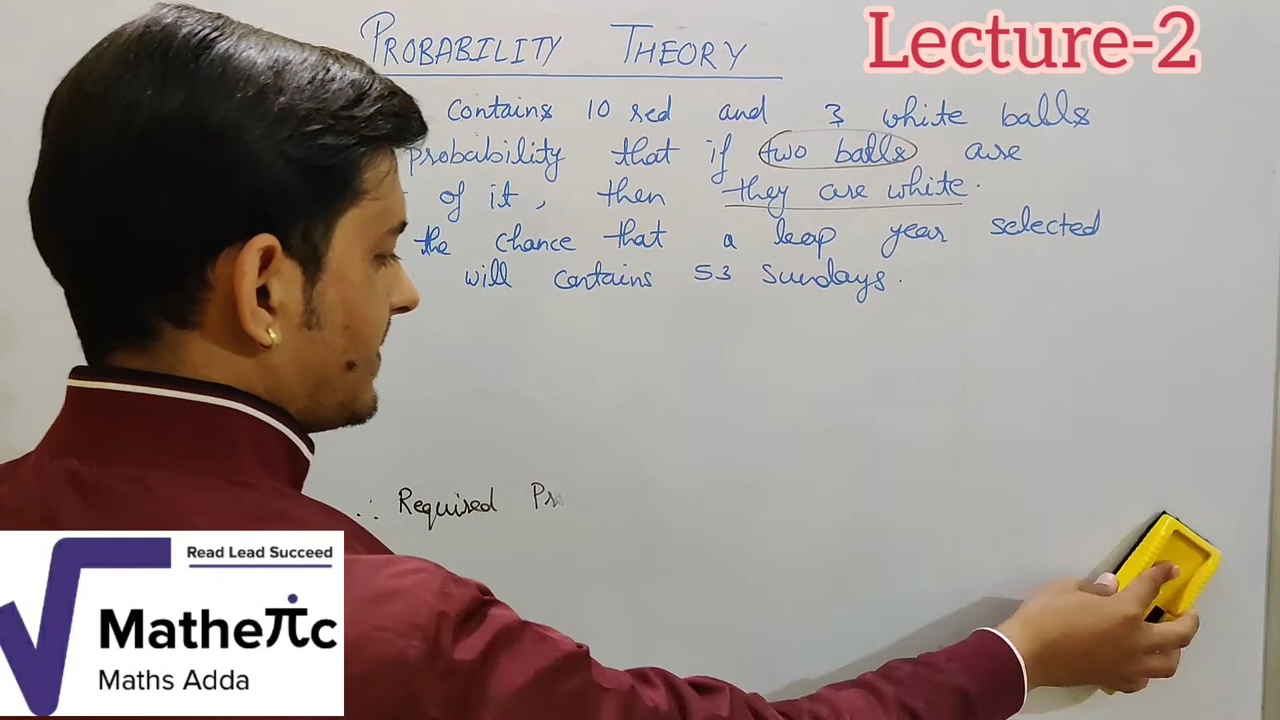 PROBABILITY THEORY
Lecture-2
contains 10 red and 3 white balls
probability that if two balls are
of it, then they are white.
the chance that a leap year selected
will contains 53 Sundays.
∴ Required
Read Lead Succeed
Matheπc
Maths Adda